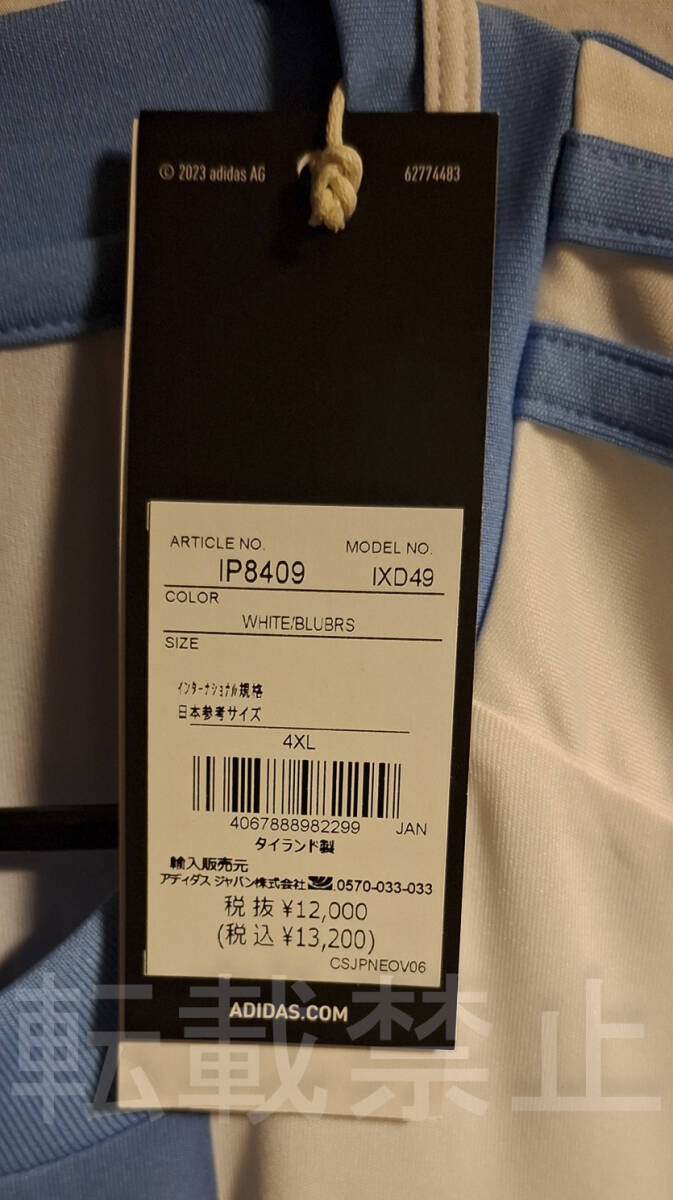 © 2023 adidas AG 62774483
ARTICLE NO. MODEL NO.
IP8409 IXD49
COLOR
WHITE/BLUBRS
SIZE
インターナショナル規格
日本参考サイズ
4XL
4067888982299 JAN
タイランド製
輸入販売元
アディダス ジャパン株式会社 .0570-033-033
税抜 ¥12,000
(税込 ¥13,200)
CSJPNEOV06
ADIDAS.COM
転載禁止